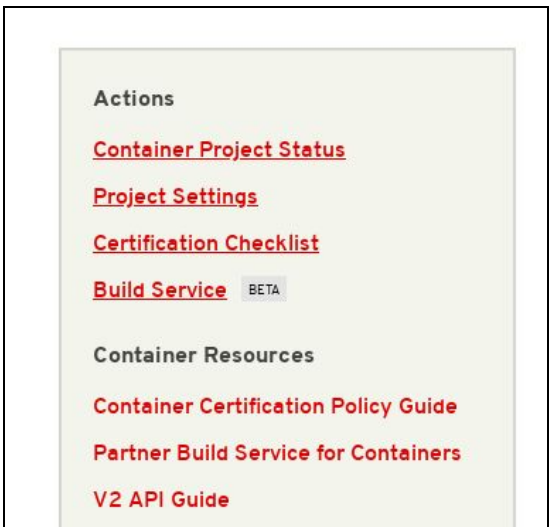 Actions
Container Project Status
Project Settings
Certification Checklist
Build Service BETA
Container Resources
Container Certification Policy Guide
Partner Build Service for Containers
V2 API Guide